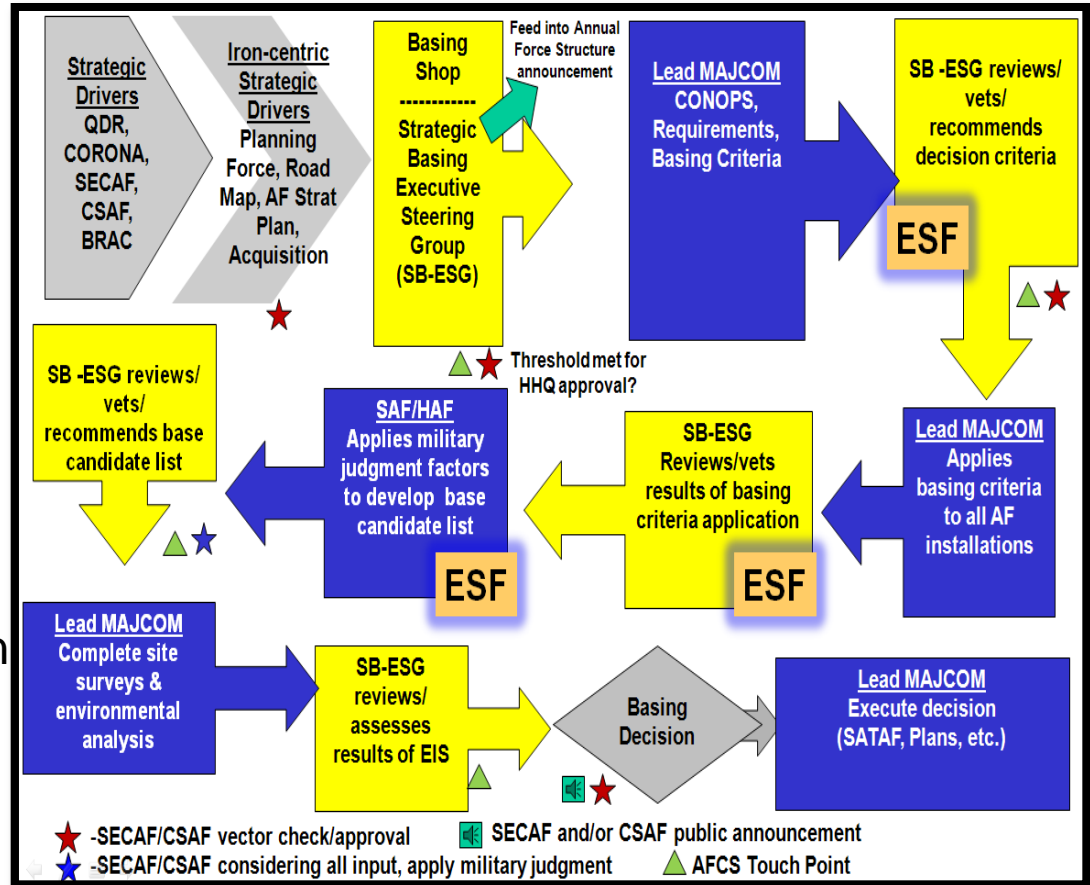 Strategic
Drivers
QDR,
CORONA,
SECAF,
CSAF,
BRAC
Iron-centric
Strategic
Drivers
Planning
Force, Road
Map, AF Strat
Plan,
Acquisition
Basing
Shop
------------
Strategic
Basing
Executive
Steering
Group
(SB-ESG)
Feed into Annual
Force Structure
announcement
Lead MAJCOM
CONOPS,
Requirements,
Basing Criteria
SB -ESG reviews/
vets/
recommends
decision criteria
ESF
Threshold met for
HHQ approval?
Lead MAJCOM
Applies
basing criteria
to all AF
installations
SB-ESG
Reviews/vets
results of basing
criteria application
ESF
SAF/HAF
Applies military
judgment factors
to develop base
candidate list
ESF
SB -ESG reviews/
vets/
recommends base
candidate list
n
Lead MAJCOM
Complete site
surveys &
environmental
analysis
SB-ESG
reviews/
assesses
results of EIS
Basing
Decision
Lead MAJCOM
Execute decision
(SATAF, Plans, etc.)
-SECAF/CSAF vector check/approval
SECAF and/or CSAF public announcement
-SECAF/CSAF considering all input, apply military judgment
AFCS Touch Point